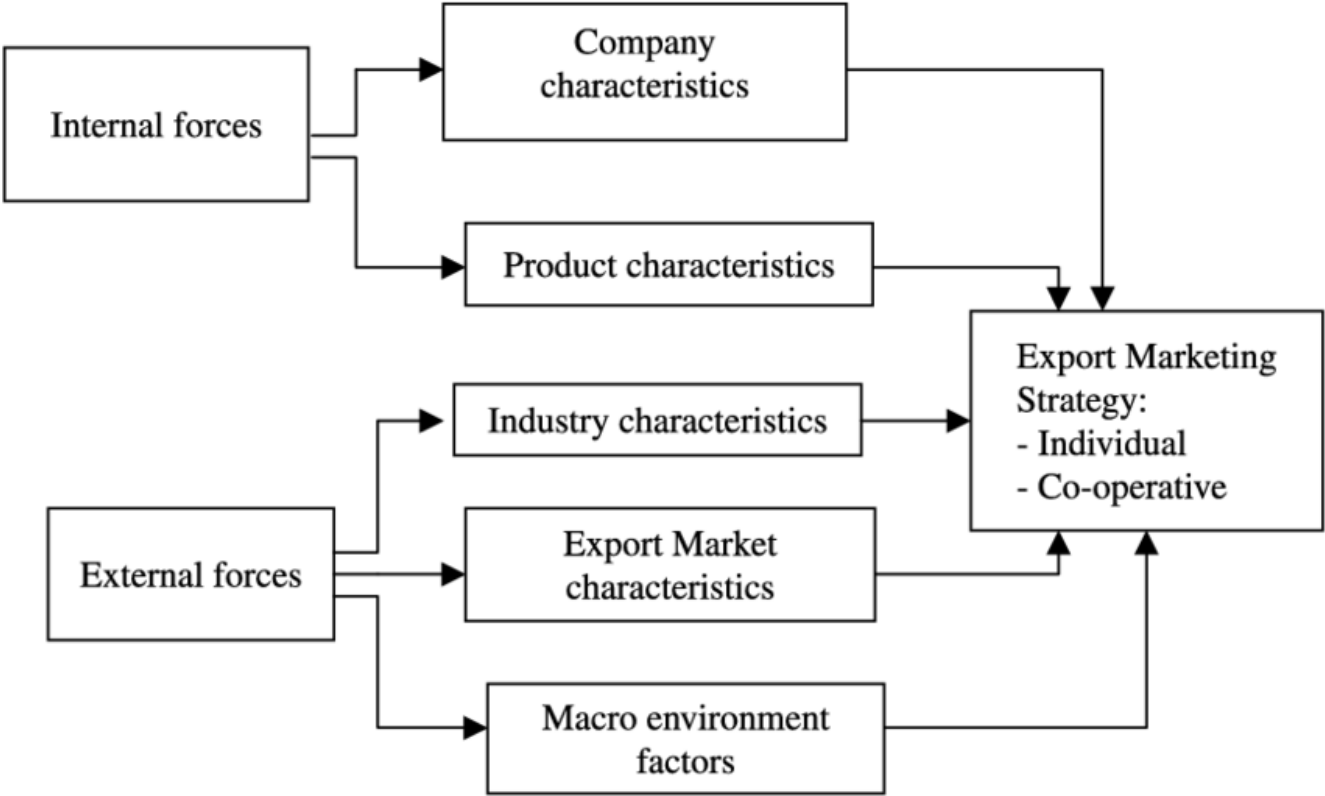 Company
characteristics
Internal forces
Product characteristics
Export Marketing
Strategy:
- Individual
- Co-operative
Industry characteristics
Export Market
characteristics
External forces
Macro environment
factors